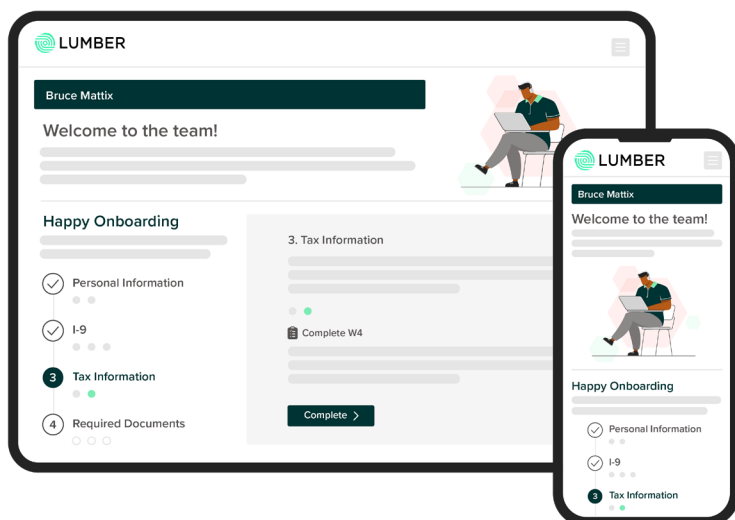 LUMBER
Bruce Mattix
Welcome to the team!
Happy Onboarding
Personal Information
I-9
3 Tax Information
4 Required Documents
3. Tax Information
Complete W4
Complete >
LUMBER
Bruce Mattix
Welcome to the team!
Happy Onboarding
Personal Information
I-9
3 Tax Information